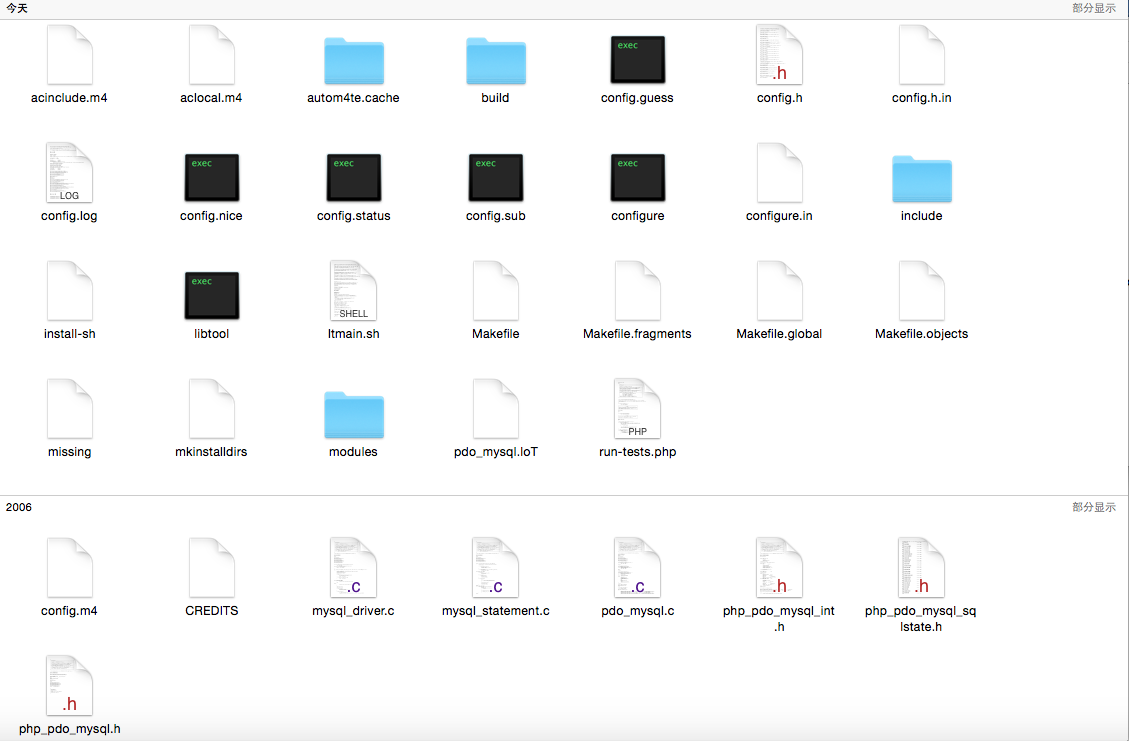 今天 部分显示
exec .h
acinclude.m4 aclocal.m4 autom4te.cache build config.guess config.h config.h.in
LOG exec exec exec exec
config.log config.nice config.status config.sub configure configure.in include
exec SHELL
install-sh libtool ltmain.sh Makefile Makefile.fragments Makefile.global Makefile.objects
PHP
missing mkinstalldirs modules pdo_mysql.loT run-tests.php
2006 部分显示
.c .c .c .h .h
config.m4 CREDITS mysql_driver.c mysql_statement.c pdo_mysql.c php_pdo_mysql_int php_pdo_mysql_sq
.h lstate.h
.h
php_pdo_mysql.h